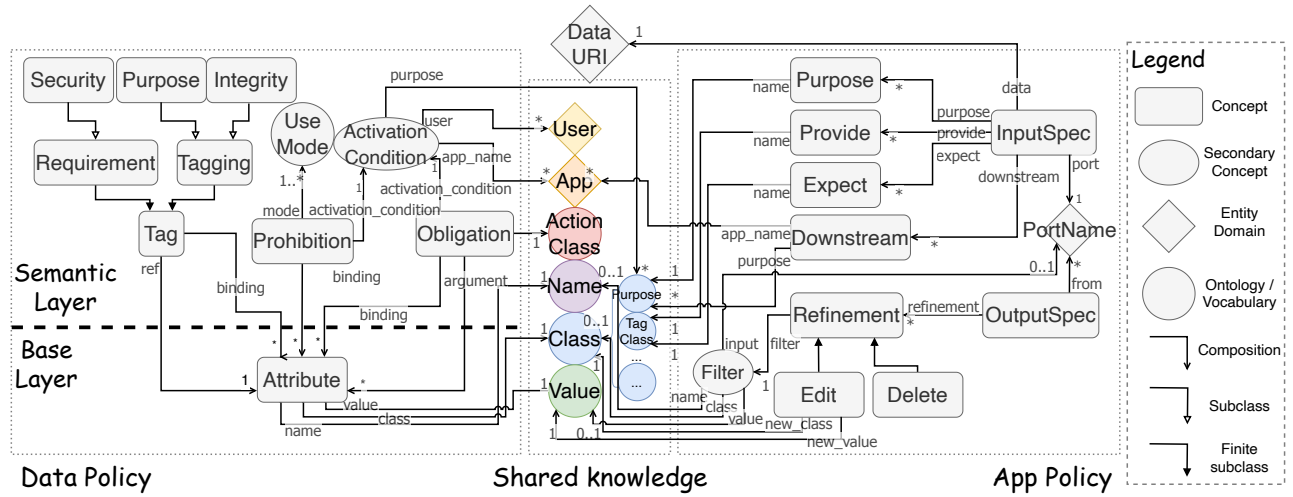 Data
URI
1
Security
Purpose
Integrity
Requirement
Tagging
Tag
ref
binding
Use
Mode
1..*
mode
Activation
Condition
purpose
user
*
app_name
*
activation_condition
1
activation_condition
1
Prohibition
binding
Obligation
1
argument
binding
Semantic
Layer
Base
Layer
*
*
*
*
1
Attribute
value
class
name
1
1
1
User
App
*
Action
Class
Name
0..1
Class
0..1
1
Value
1
0..1
*
Purpose
Tag
Class
...
...
1
*
1
1
name
Purpose
*
purpose
name
Provide
*
provide
name
Expect
*
expect
InputSpec
data
port
1
downstream
app_name
Downstream
*
purpose
PortName
0..1
*
from
Refinement
refinement
*
OutputSpec
input
filter
1
Filter
name
class
value
Edit
Delete
new_class
new_value
Data Policy
Shared knowledge
App Policy
Legend
Concept
Secondary
Concept
Entity
Domain
Ontology /
Vocabulary
Composition
Subclass
Finite
subclass